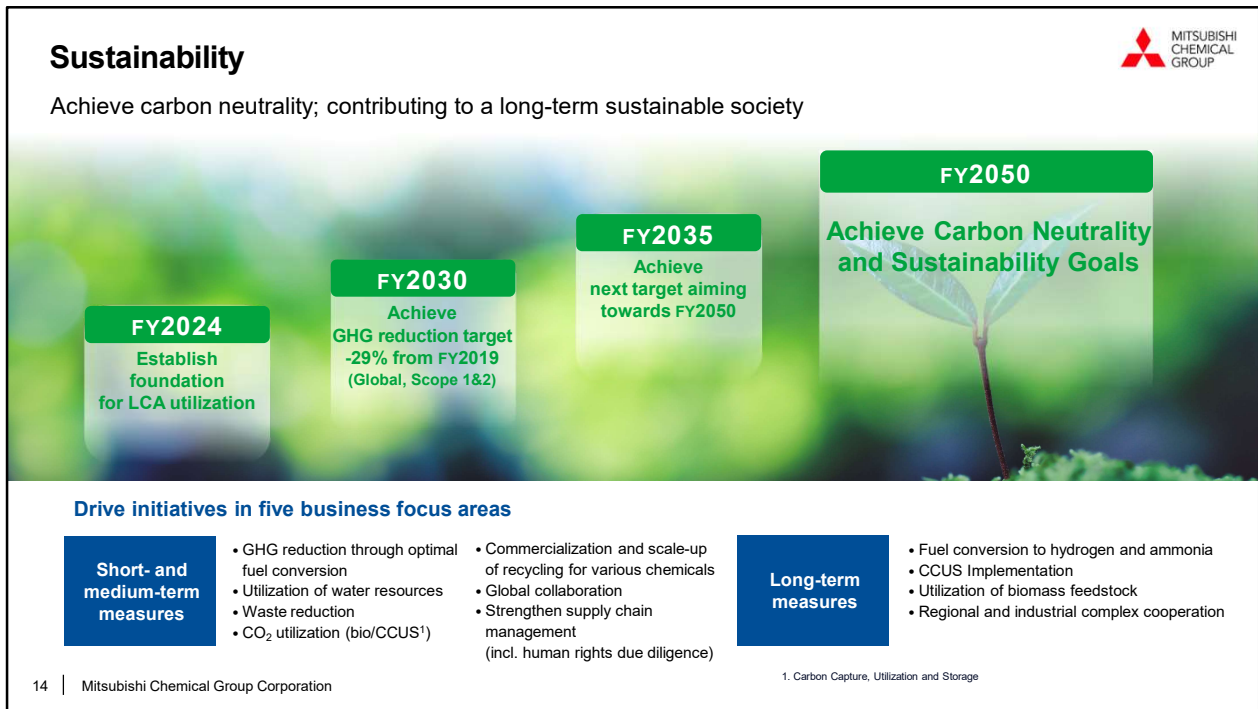 Sustainability
MITSUBISHI
CHEMICAL
GROUP
Achieve carbon neutrality; contributing to a long-term sustainable society
FY2024
Establish
foundation
for LCA utilization
FY2030
Achieve
GHG reduction target
-29% from FY2019
(Global, Scope 1&2)
FY2035
Achieve
next target aiming
towards FY2050
FY2050
Achieve Carbon Neutrality
and Sustainability Goals
Drive initiatives in five business focus areas
Short- and
medium-term
measures
• GHG reduction through optimal
fuel conversion
• Utilization of water resources
• Waste reduction
• CO₂ utilization (bio/CCUS¹)
• Commercialization and scale-up
of recycling for various chemicals
• Global collaboration
• Strengthen supply chain
management
(incl. human rights due diligence)
Long-term
measures
• Fuel conversion to hydrogen and ammonia
• CCUS Implementation
• Utilization of biomass feedstock
• Regional and industrial complex cooperation
1. Carbon Capture, Utilization and Storage
14 | Mitsubishi Chemical Group Corporation